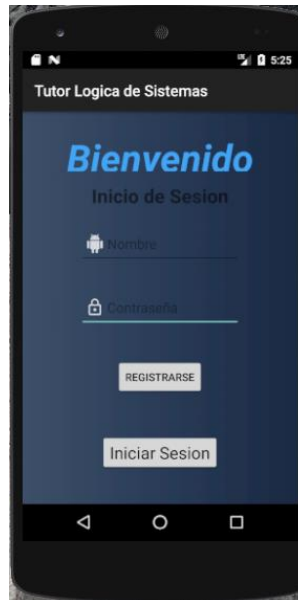 5:25
Tutor Logica de Sistemas
Bienvenido
Inicio de Sesion
Nombre
Contraseña
REGISTRARSE
Iniciar Sesion